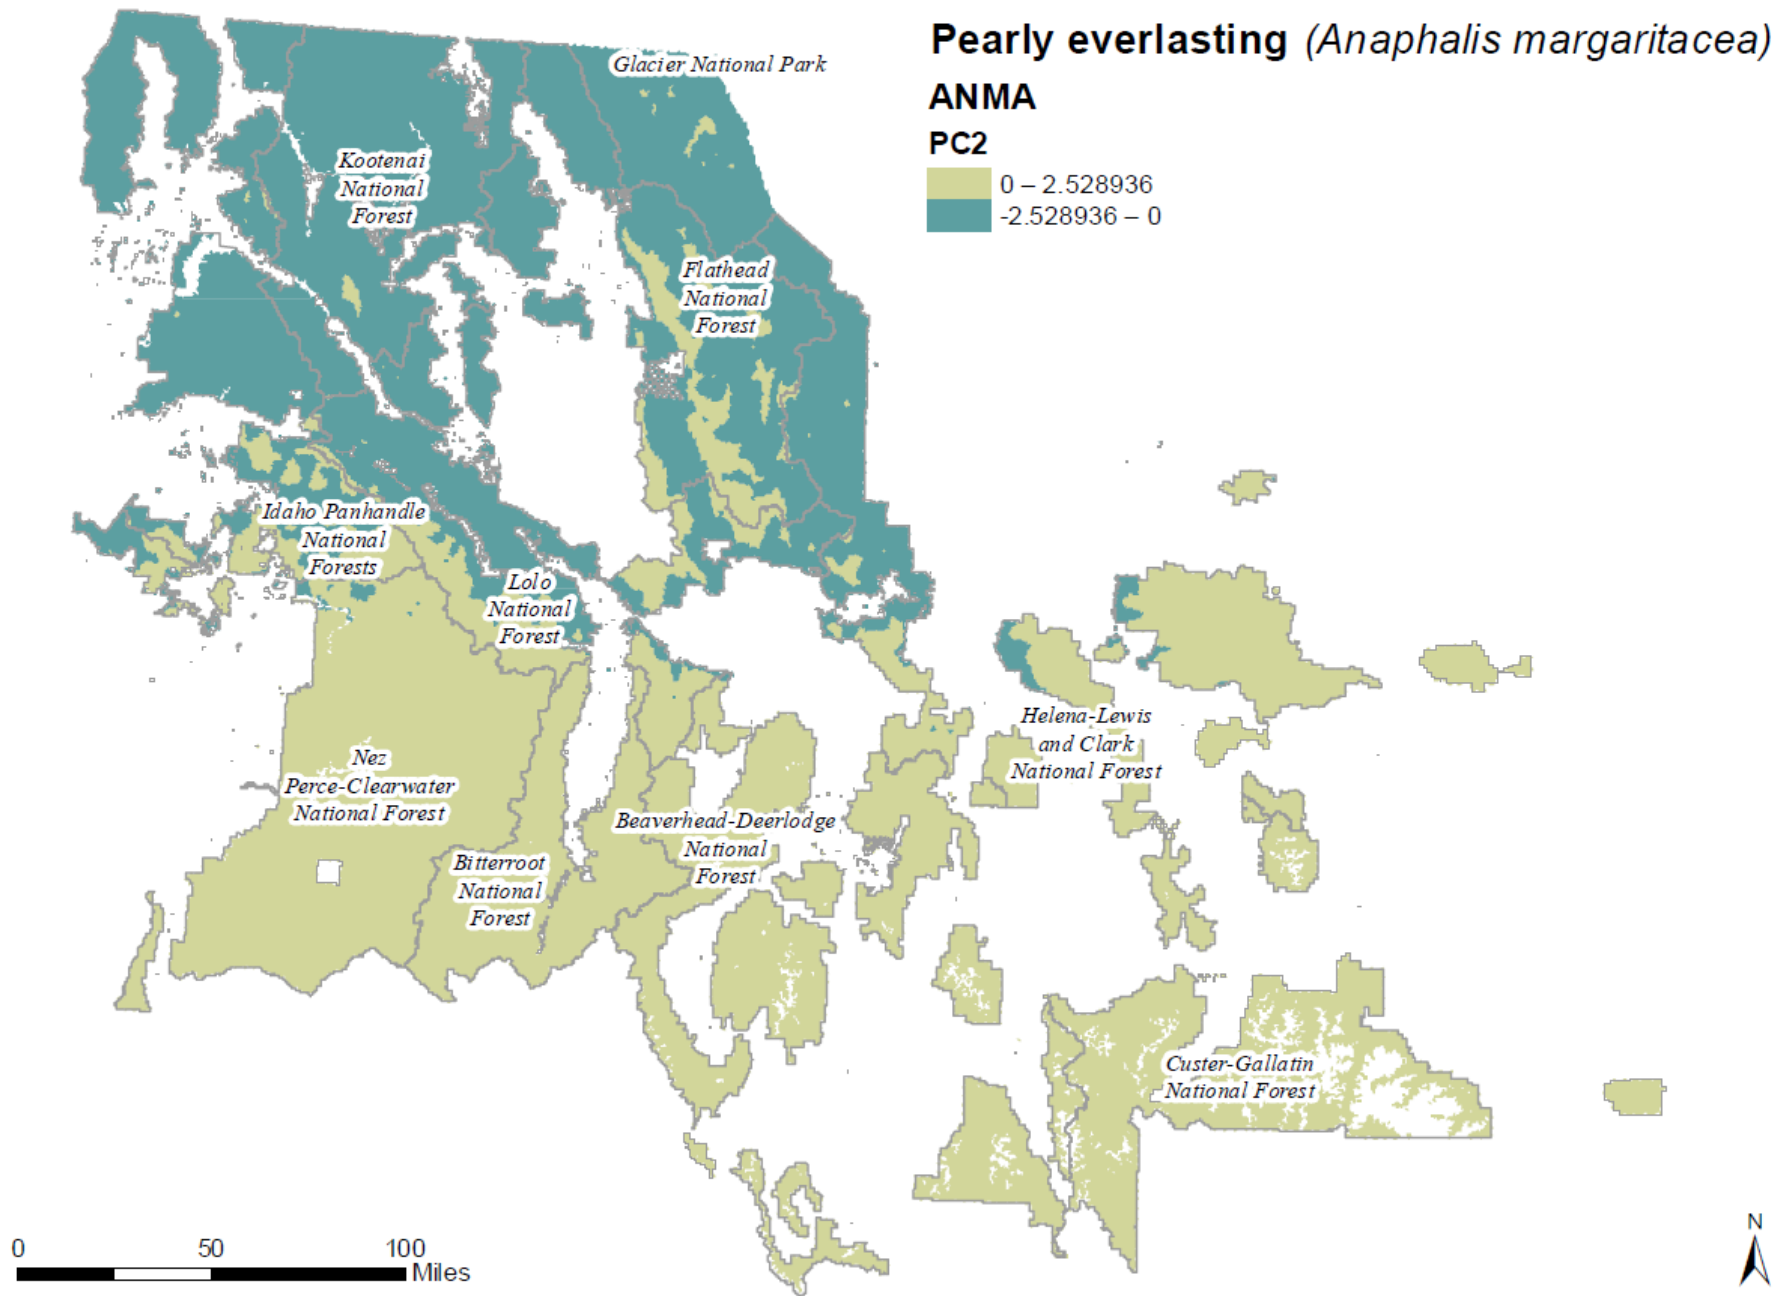 Pearly everlasting (Anaphalis margaritacea)
ANMA
PC2
0 – 2.528936
-2.528936 – 0
Glacier National Park
Kootenai
National
Forest
Flathead
National
Forest
Idaho Panhandle
National
Forests
Lolo
National
Forest
Helena-Lewis
and Clark
National Forest
Nez
Perce-Clearwater
National Forest
Beaverhead-Deerlodge
National
Forest
Bitterroot
National
Forest
Custer-Gallatin
National Forest
0 50 100
Miles
N